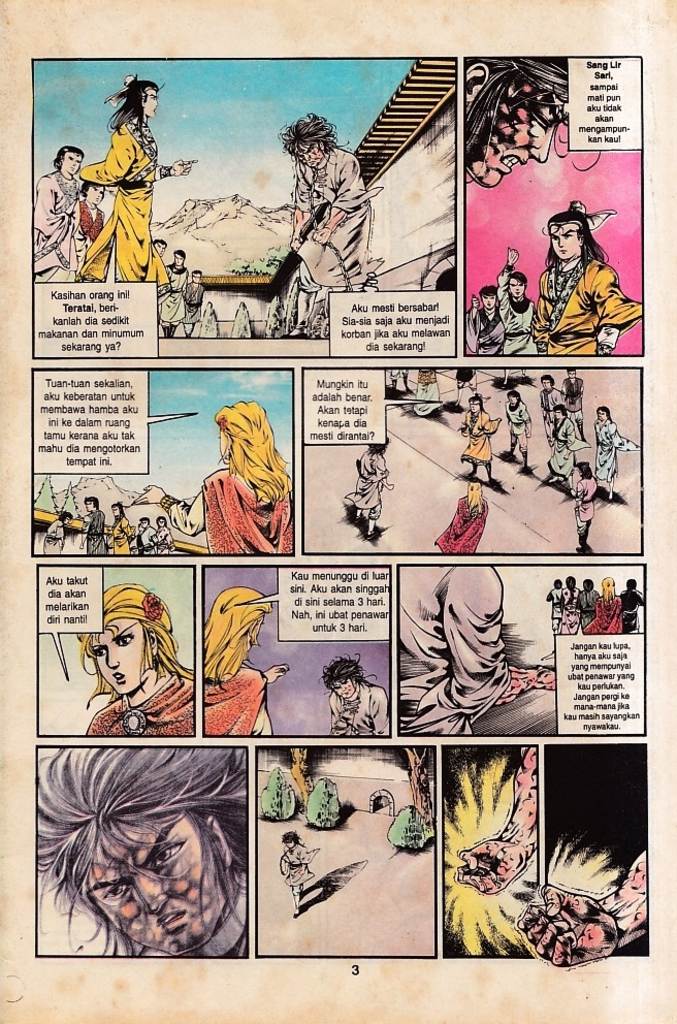 Kasihan orang ini!
Teratai, beri-
kanlah dia sedikit
makanan dan minumum
sekarang ya?
Aku mesti bersabar!
Sia-sia saja aku menjadi
korban jika aku melawan
dia sekarang!
Sang Lir
Sari,
sampai
mati pun
aku tidak
akan
mengampun-
kan kau!
Tuan-tuan sekalian,
aku keberatan untuk
membawa hamba aku
ini ke dalam ruang
tamu kerana aku tak
mahu dia mengotorkan
tempat ini.
Mungkin itu
adalah benar.
Akan tetapi
kenapa dia
mesti dirantai?
Aku takut
dia akan
melarikan
diri nanti!
Kau menunggu di luar
sini. Aku akan singgah
di sini selama 3 hari.
Nah, ini ubat penawar
untuk 3 hari.
Jangan kau lupa,
hanya aku saja
yang mempunyai
ubat penawar yang
kau perlukan.
Jangan pergi ke
mana-mana jika
kau masih sayangkan
nyawakau.
3